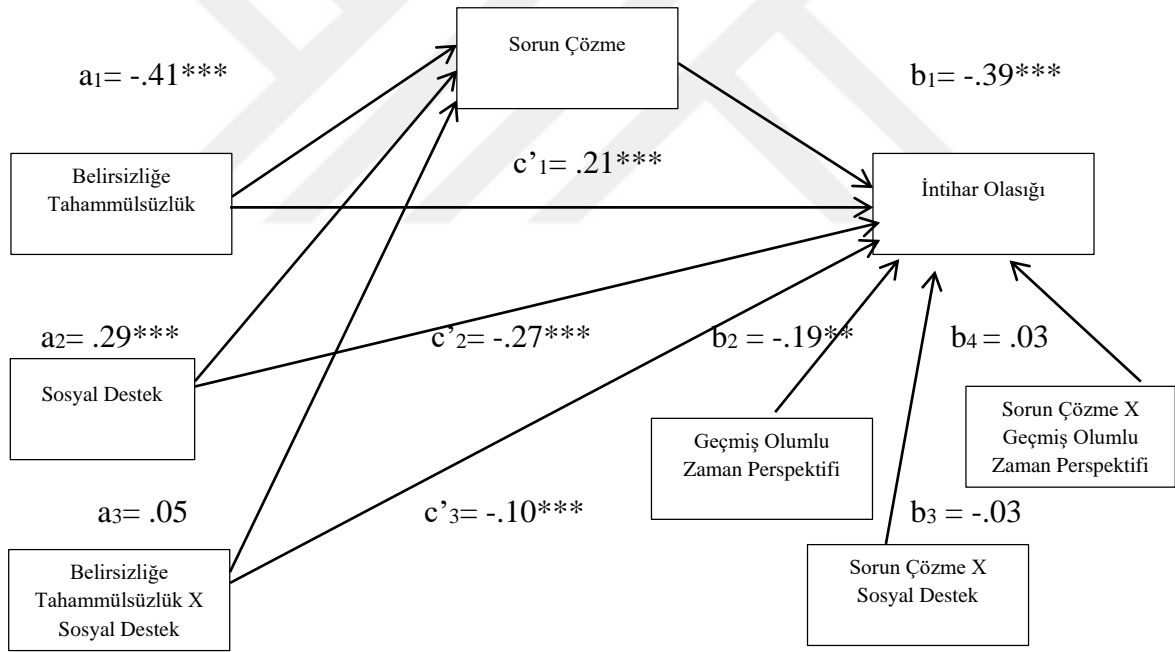 Sorun Çözme
a1= -.41***
b1= -.39***
Belirsizliğe
Tahammülsüzlük
c’1= .21***
İntihar Olasığı
a2= .29***
c’2= -.27***
b2 = -.19**
b4 = .03
Sosyal Destek
Geçmiş Olumlu
Zaman Perspektifi
Sorun Çözme X
Geçmiş Olumlu
Zaman Perspektifi
a3= .05
c’3= -.10***
b3 = -.03
Belirsizliğe
Tahammülsüzlük X
Sosyal Destek
Sorun Çözme X
Sosyal Destek